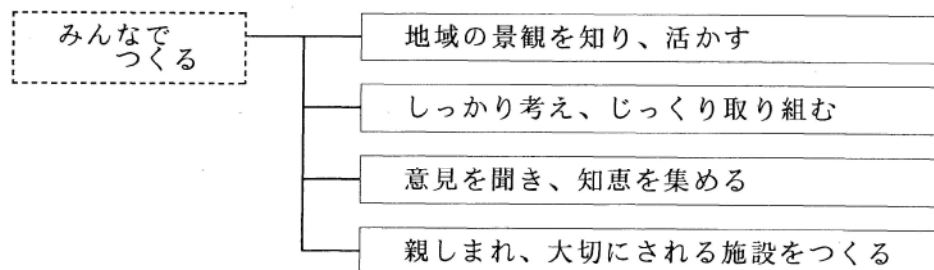 みんなで
つくる
地域の景観を知り、活かす
しっかり考え、じっくり取り組む
意見を聞き、知恵を集める
親しまれ、大切にされる施設をつくる